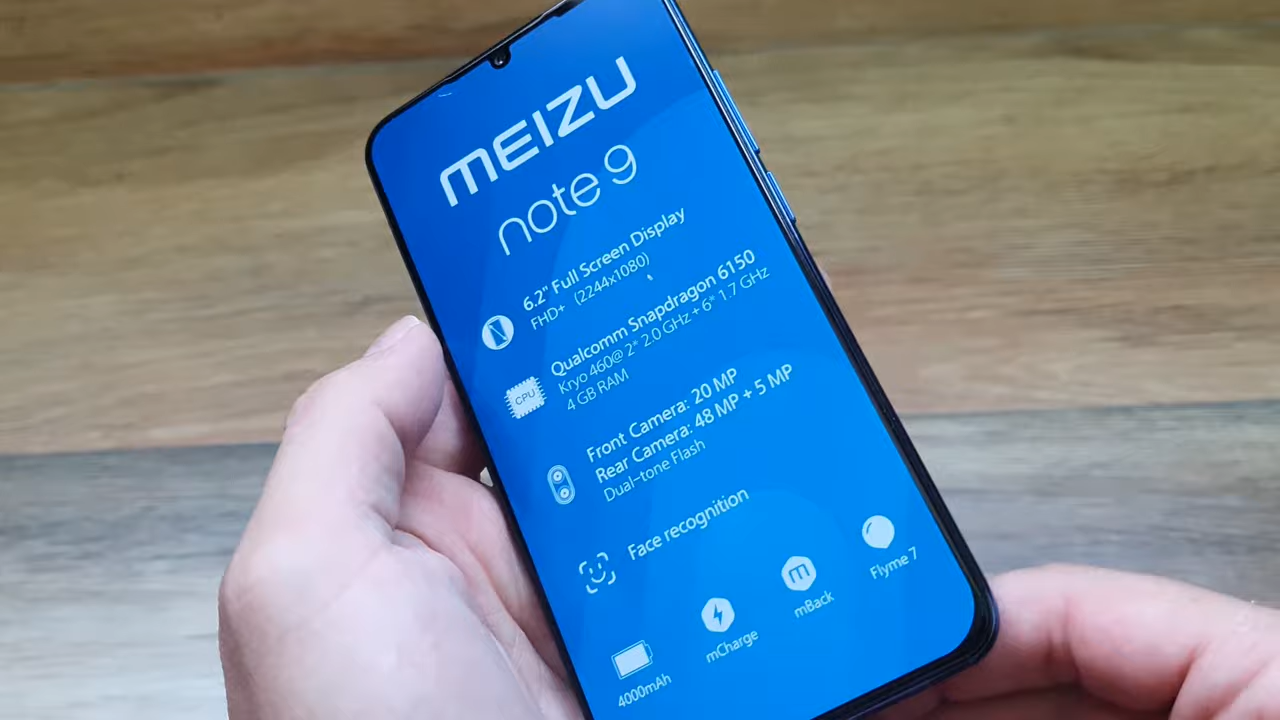 MEIZU
note 9
6.2" Full Screen Display
FHD+ (2244x1080)
Qualcomm Snapdragon 6150
Kryo 460@ 2* 2.0 GHz + 6* 1.7 GHz
4 GB RAM
CPU
Front Camera: 20 MP
Rear Camera: 48 MP + 5 MP
Dual-tone Flash
Face recognition
4000mAh
mCharge
mBack
Flyme 7